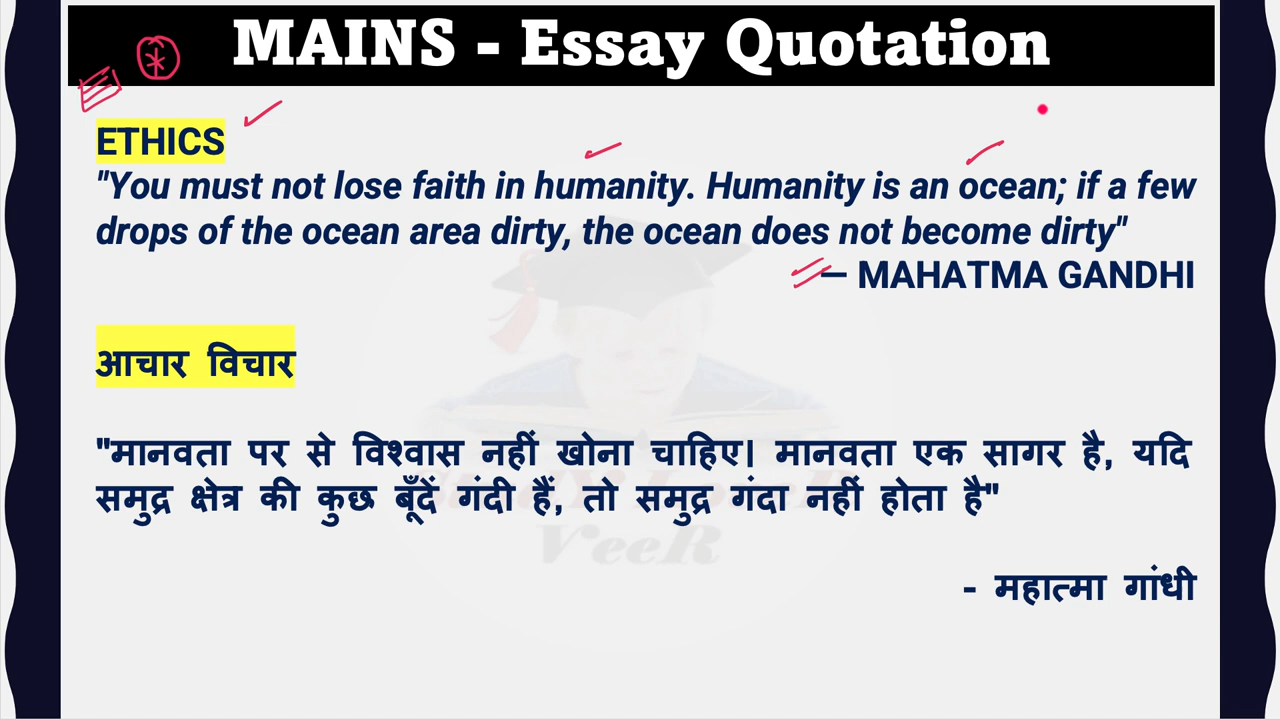 MAINS - Essay Quotation
ETHICS
"You must not lose faith in humanity. Humanity is an ocean; if a few
drops of the ocean area dirty, the ocean does not become dirty"
— MAHATMA GANDHI
आचार विचार
"मानवता पर से विश्वास नहीं खोना चाहिए। मानवता एक सागर है, यदि
समुद्र क्षेत्र की कुछ बूँदें गंदी हैं, तो समुद्र गंदा नहीं होता है"
VeeR
- महात्मा गांधी